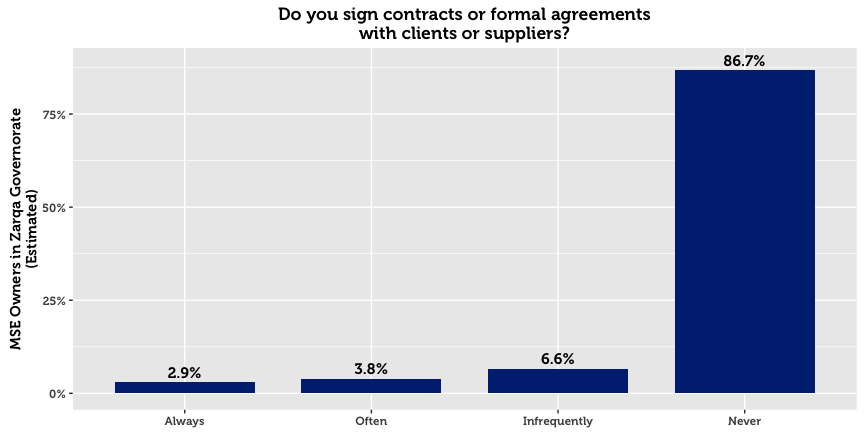 Do you sign contracts or formal agreements
with clients or suppliers?
MSE Owners in Zarqa Governorate
(Estimated)
75%
50%
25%
0%
2.9%
3.8%
6.6%
86.7%
Always
Often
Infrequently
Never